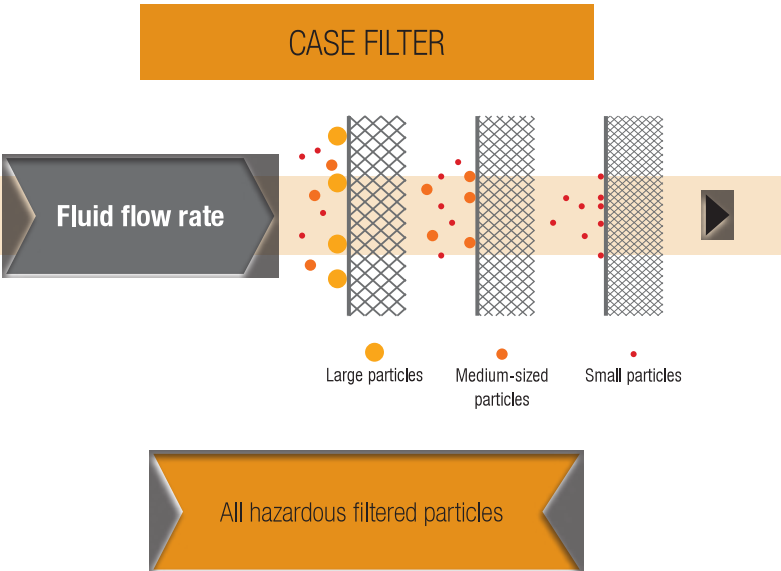 CASE FILTER
Fluid flow rate
Large particles
Medium-sized
particles
Small particles
All hazardous filtered particles